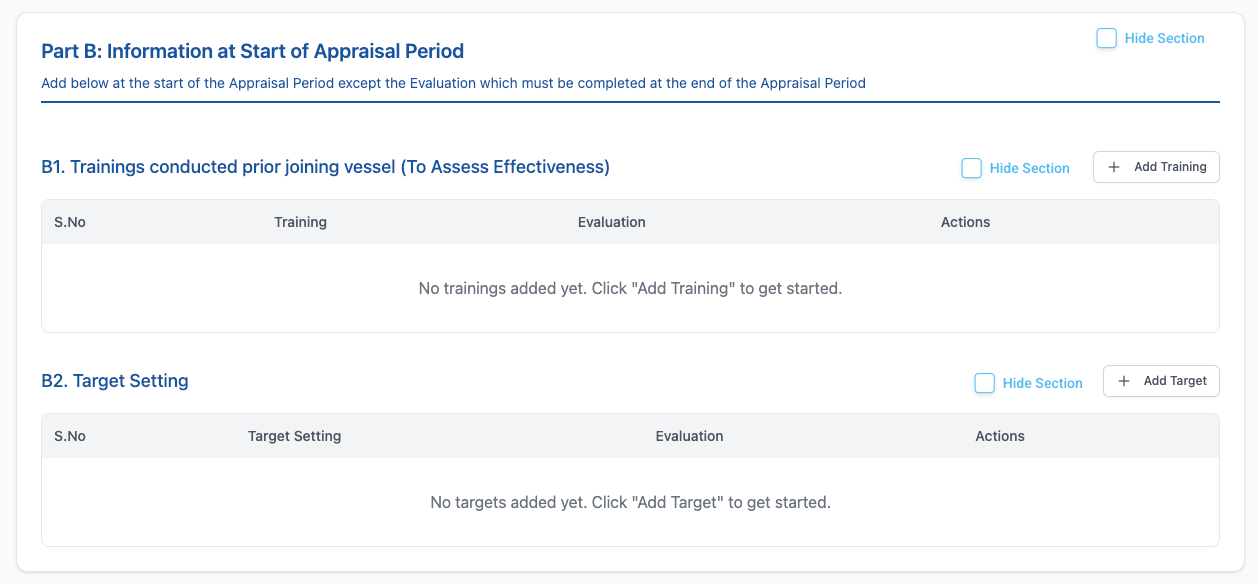 Part B: Information at Start of Appraisal Period
Hide Section
Add below at the start of the Appraisal Period except the Evaluation which must be completed at the end of the Appraisal Period
B1. Trainings conducted prior joining vessel (To Assess Effectiveness)
Hide Section
Add Training
S.No Training Evaluation Actions
No trainings added yet. Click "Add Training" to get started.
B2. Target Setting
Hide Section
Add Target
S.No Target Setting Evaluation Actions
No targets added yet. Click "Add Target" to get started.